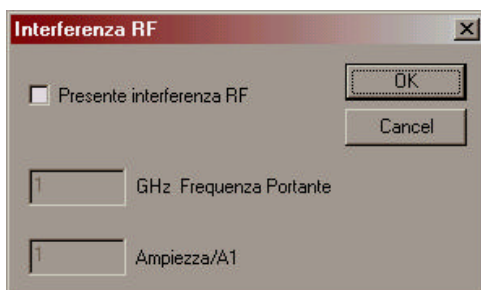 Interferenza RF
Presente interferenza RF
OK
Cancel
1 GHz Frequenza Portante
1 Ampiezza/A1